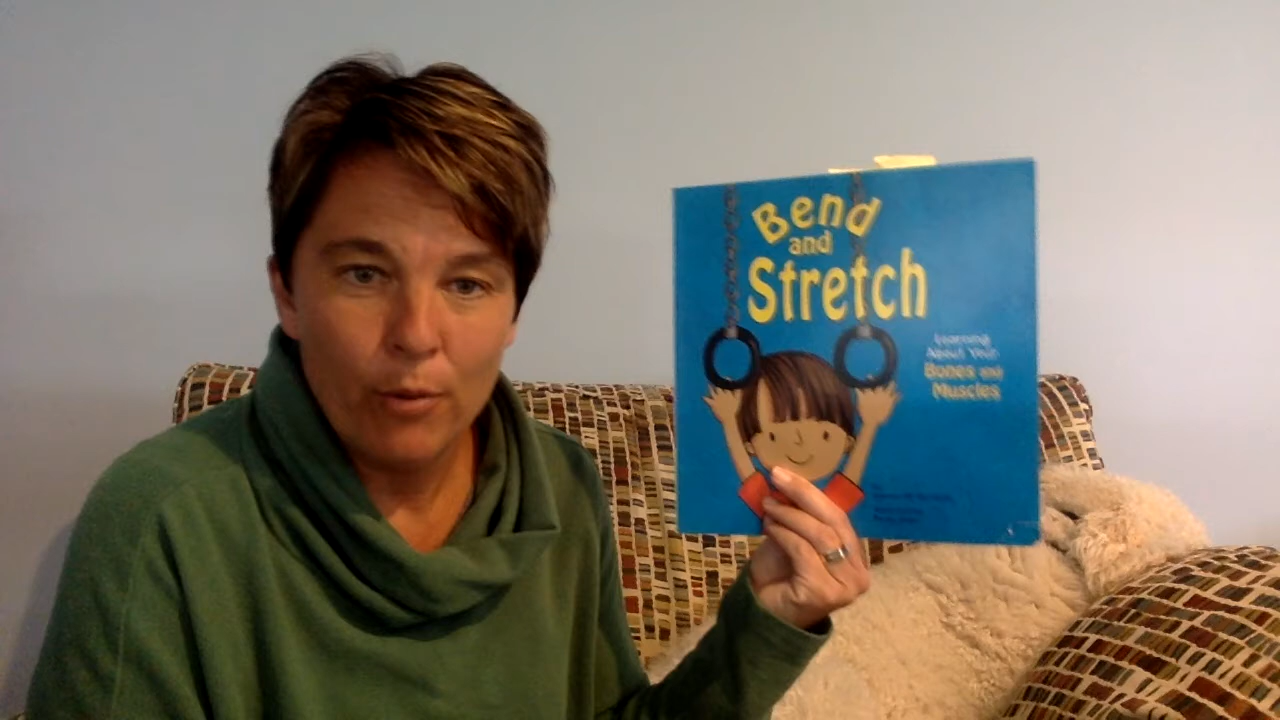 Bend
and
Stretch
Learning
About Your
Bones and
Muscles